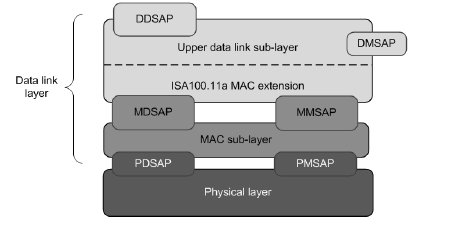 DDSAP
Upper data link sub-layer
DMSAP
Data link
layer
ISA100.11a MAC extension
MDSAP
MMSAP
MAC sub-layer
PDSAP
PMSAP
Physical layer